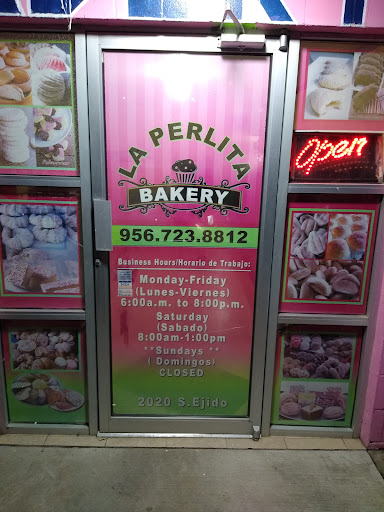 LA PERLITA
BAKERY
Open
956.723.8812
Business Hours/Horario de Trabajo:
Monday-Friday
(Lunes-Viernes)
6:00a.m. to 8:00p.m.
Saturday
(Sabado)
8:00am-1:00pm
**Sundays **
( Domingos)
CLOSED
2020 S.Ejido